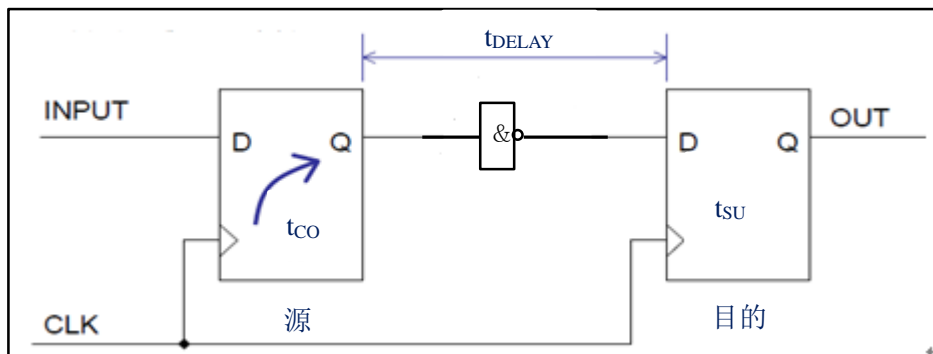 tDELAY
INPUT
OUT
D
Q
&
D
Q
tCO
tSU
CLK
源
目的